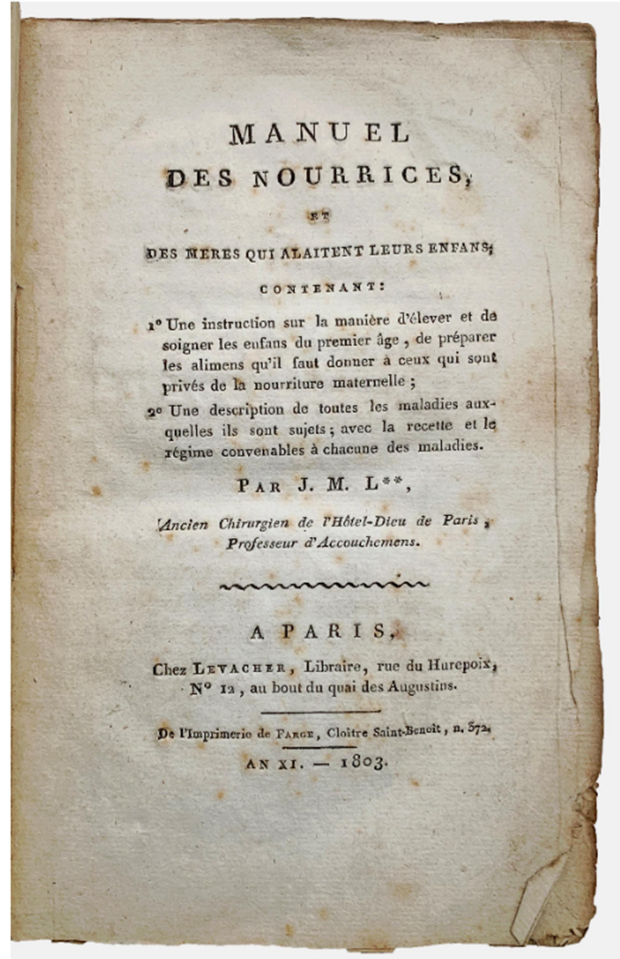 MANUEL
DES NOURRICES,
ET
DES MERES QUI ALAITENT LEURS ENFANS;
CONTENANT:
1º Une instruction sur la manière d'élever et de
soigner les enfans du premier âge, de préparer
les alimens qu'il faut donner à ceux qui sont
privés de la nourriture maternelle;
2º Une description de toutes les maladies aux-
quelles ils sont sujets; avec la recette et le
régime convenables à chacune des maladies.
PAR J. M. L**,
Ancien Chirurgien de l'Hôtel-Dieu de Paris,
Professeur d'Accouchemens.
A PARIS,
Chez LEVACHER, Libraire, rue du Hurepoix,
Nº 12, au bout du quai des Augustins.
De l'Imprimerie de FARGE, Cloître Saint-Benoît, n. 372.
AN XI. — 1803.